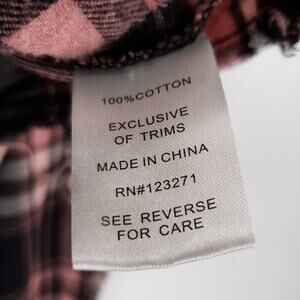 100%COTTON
EXCLUSIVE
OF TRIMS
MADE IN CHINA
RN#123271
SEE REVERSE
FOR CARE